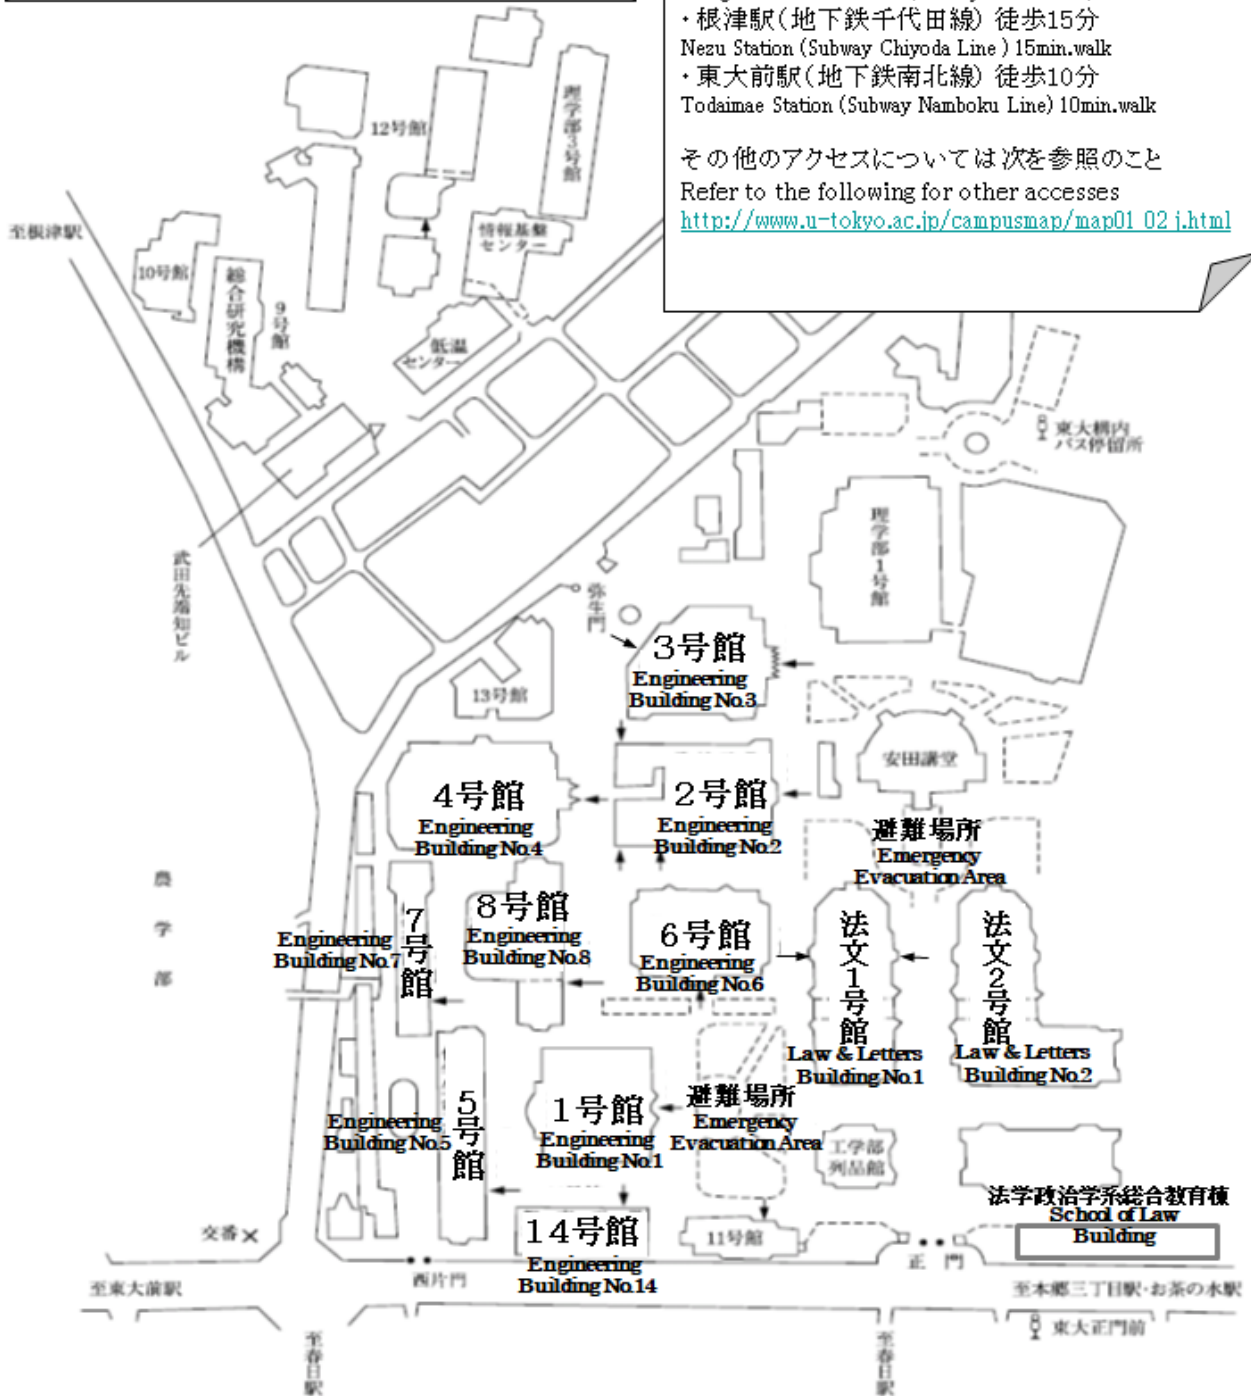 ・根津駅(地下鉄千代田線) 徒歩15分
Nezu Station (Subway Chiyoda Line ) 15min.walk
・東大前駅(地下鉄南北線) 徒歩10分
Todaimae Station (Subway Namboku Line) 10min.walk
その他のアクセスについては次を参照のこと
Refer to the following for other accesses
http://www.u-tokyo.ac.jp/campusmap/map01_02_j.html
12号館
理学部3号館
至根津駅
情報基盤
センター
10号館
総合研究機構
9号館
低温
センター
東大構内
バス停留所
理学部1号館
武田先端知ビル
弥生門
3号館
Engineering
Building No.3
13号館
安田講堂
4号館
Engineering
Building No.4
2号館
Engineering
Building No.2
避難場所
Emergency
Evacuation Area
農学部
7号館
Engineering
Building No.7
8号館
Engineering
Building No.8
6号館
Engineering
Building No.6
法文1号館
Law & Letters
Building No.1
法文2号館
Law & Letters
Building No.2
5号館
Engineering
Building No.5
1号館
Engineering
Building No.1
避難場所
Emergency
Evacuation Area
工学部
列品館
法学政治学系総合教育棟
School of Law
Building
交番
14号館
Engineering
Building No.14
11号館
正門
西片門
至東大前駅
至本郷三丁目駅・お茶の水駅
東大正門前
至春日駅
至春日駅